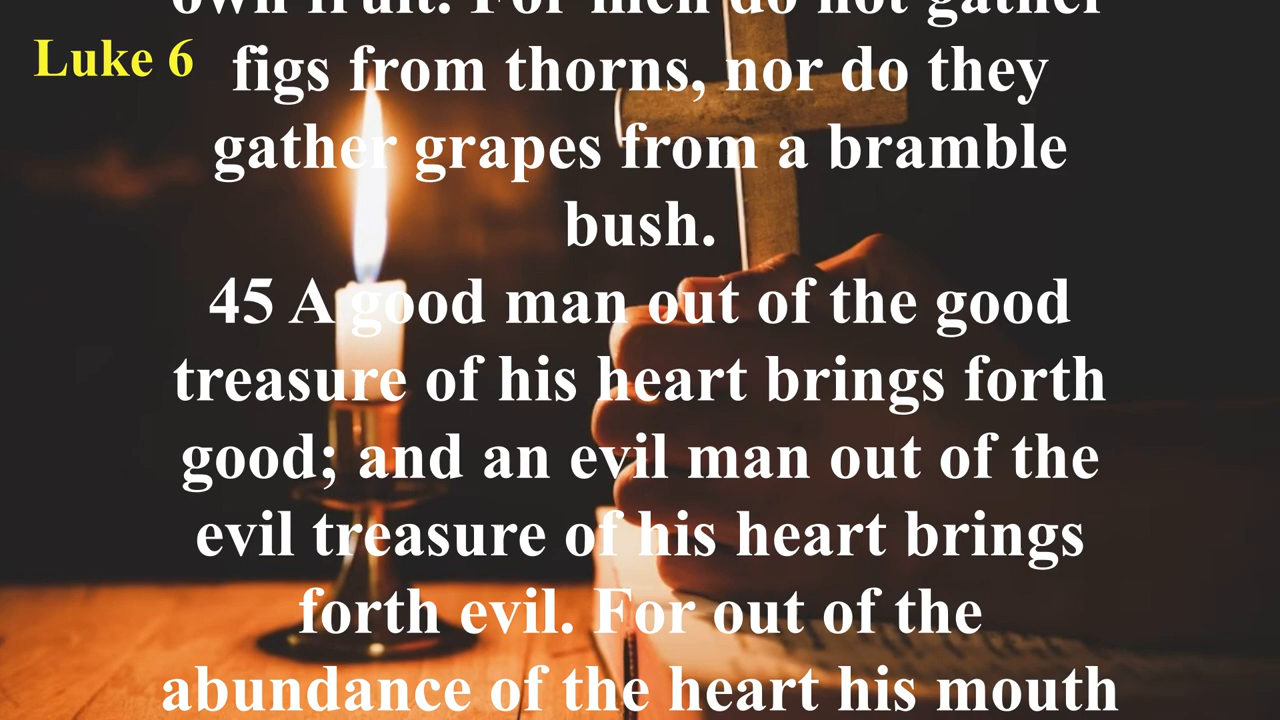 own fruit. For men do not gather
Luke 6
figs from thorns, nor do they
gather grapes from a bramble
bush.
45 A good man out of the good
treasure of his heart brings forth
good; and an evil man out of the
evil treasure of his heart brings
forth evil. For out of the
abundance of the heart his mouth